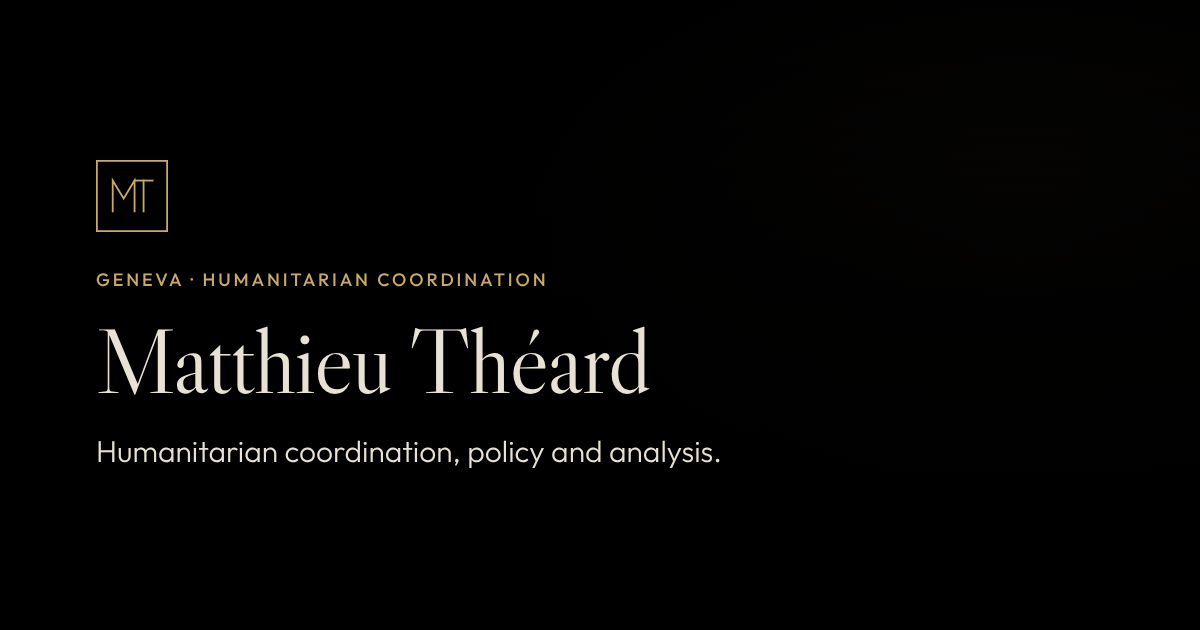 MT
GENEVA · HUMANITARIAN COORDINATION
Matthieu Théard
Humanitarian coordination, policy and analysis.